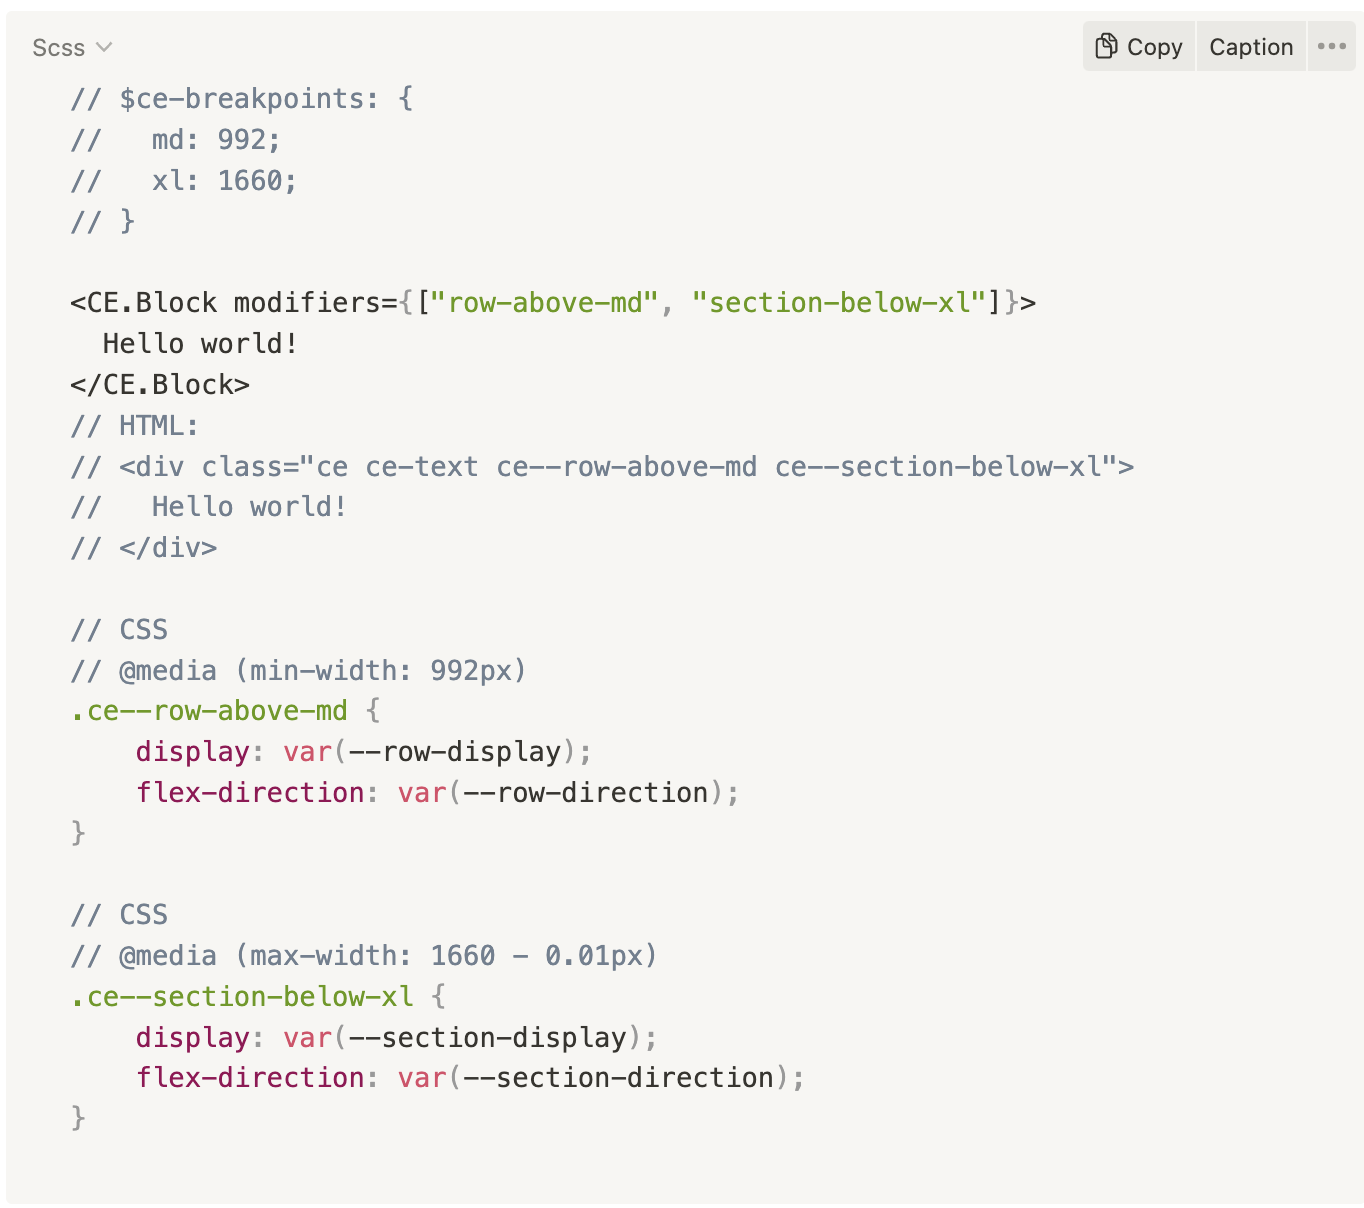 Scss
Copy Caption
// $ce-breakpoints: {
//   md: 992;
//   xl: 1660;
// }
<CE.Block modifiers={["row-above-md", "section-below-xl"]}>
  Hello world!
</CE.Block>
// HTML:
// <div class="ce ce-text ce--row-above-md ce--section-below-xl">
//   Hello world!
// </div>
// CSS
// @media (min-width: 992px)
.ce--row-above-md {
    display: var(--row-display);
    flex-direction: var(--row-direction);
}
// CSS
// @media (max-width: 1660 - 0.01px)
.ce--section-below-xl {
    display: var(--section-display);
    flex-direction: var(--section-direction);
}